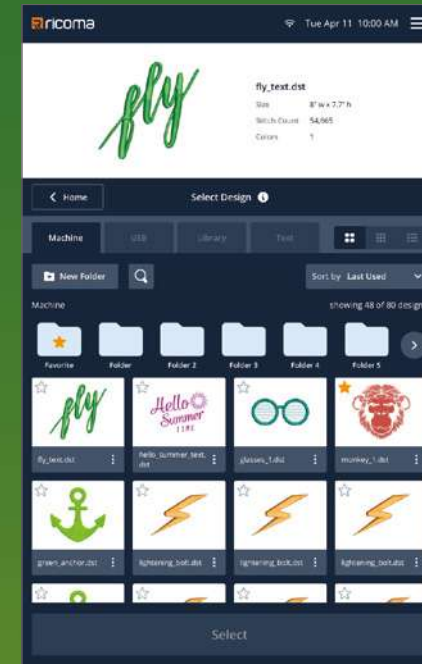 ricoma
Tue Apr 11 10:00 AM
fly
fly_text.dst
Size 8" w x 7.7" h
Stitch Count 54,665
Colors 1
Home
Select Design
Machine USB Library Text
New Folder
Sort by Last Used
Machine
showing 48 of 80 design
Favorite Folder Folder 2 Folder 3 Folder 4 Folder 5
fly
Hello
Summer
TIME
fly_text.dst
hello_summer_text.
dst
glasses_1.dst
monkey_1.dst
green_anchor.dst
lightening_bolt.dst
lightening_bolt.dst
lightening_bolt.dst
Select